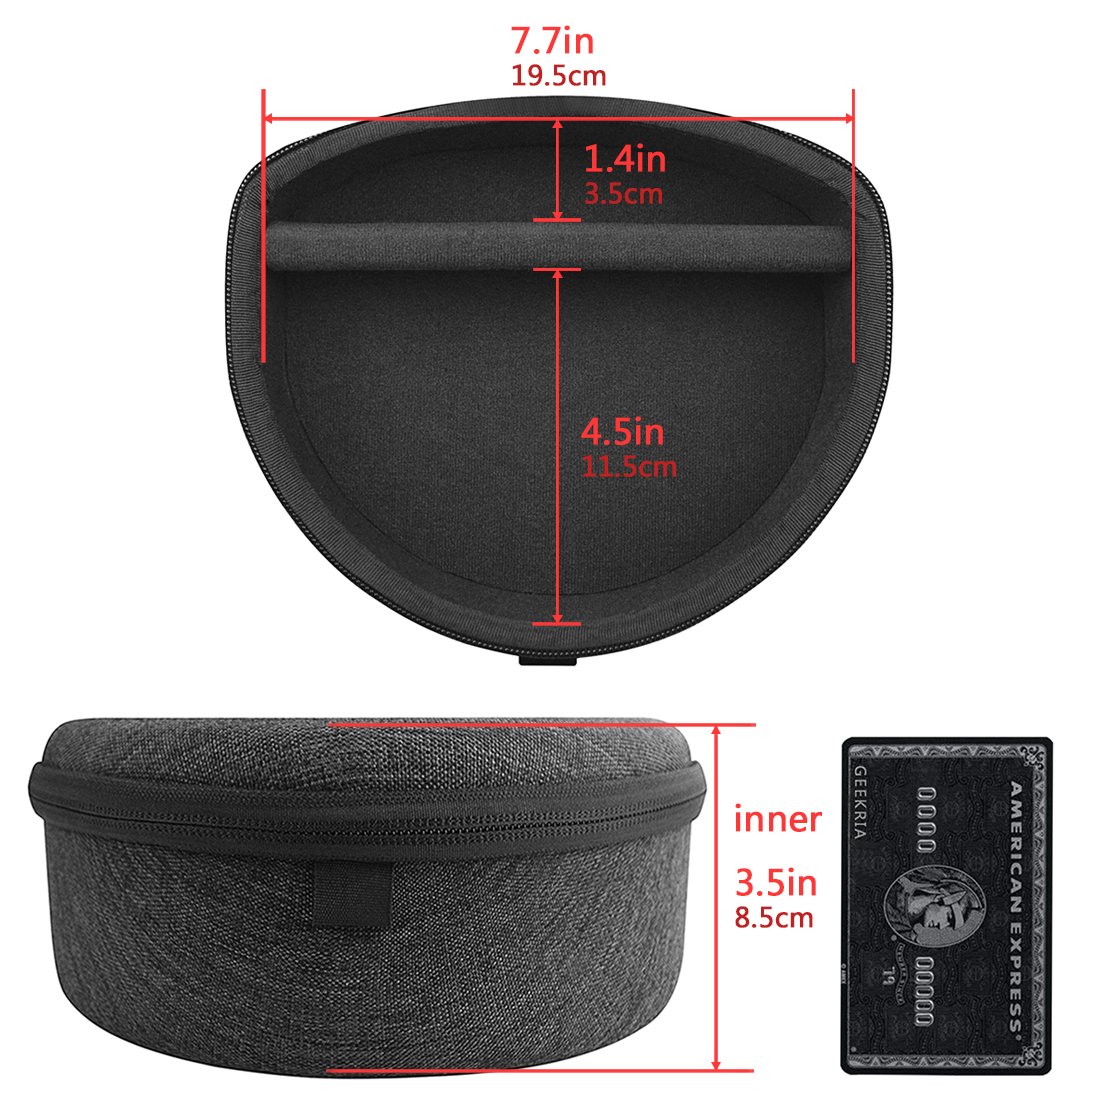 7.7in
19.5cm
1.4in
3.5cm
4.5in
11.5cm
inner
3.5in
8.5cm
AMERICAN EXPRESS®
0000 00000
GEEKRIA